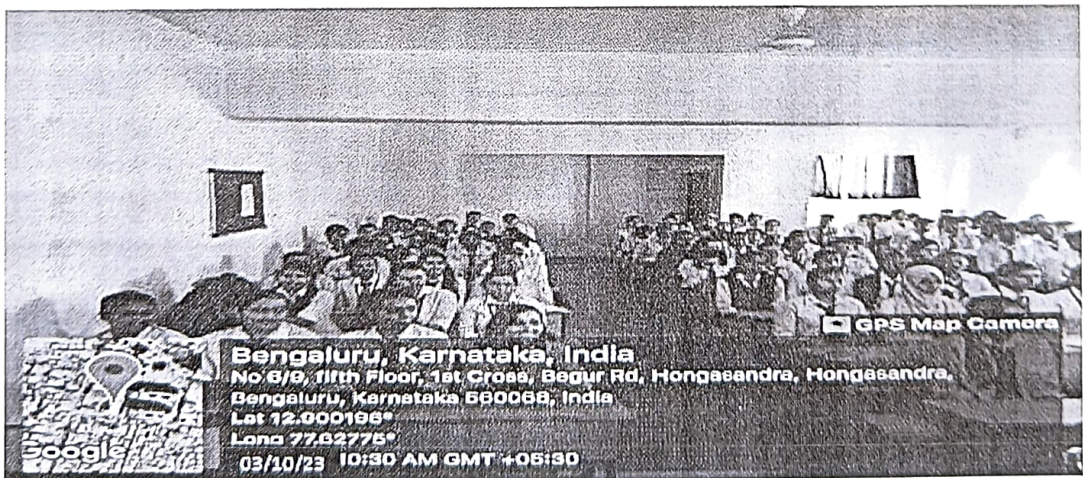 GPS Map Camera
Bengaluru, Karnataka, India
No 6/9, fifth Floor, 1st Cross, Begur Rd, Hongasandra, Hongasandra,
Bengaluru, Karnataka 560068, India
Lat 12.900196°
Long 77.62775°
03/10/23 10:30 AM GMT +05:30
Google